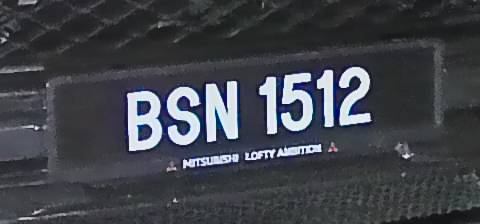 BSN 1512
MITSUBISHI LOFTY AMBITION